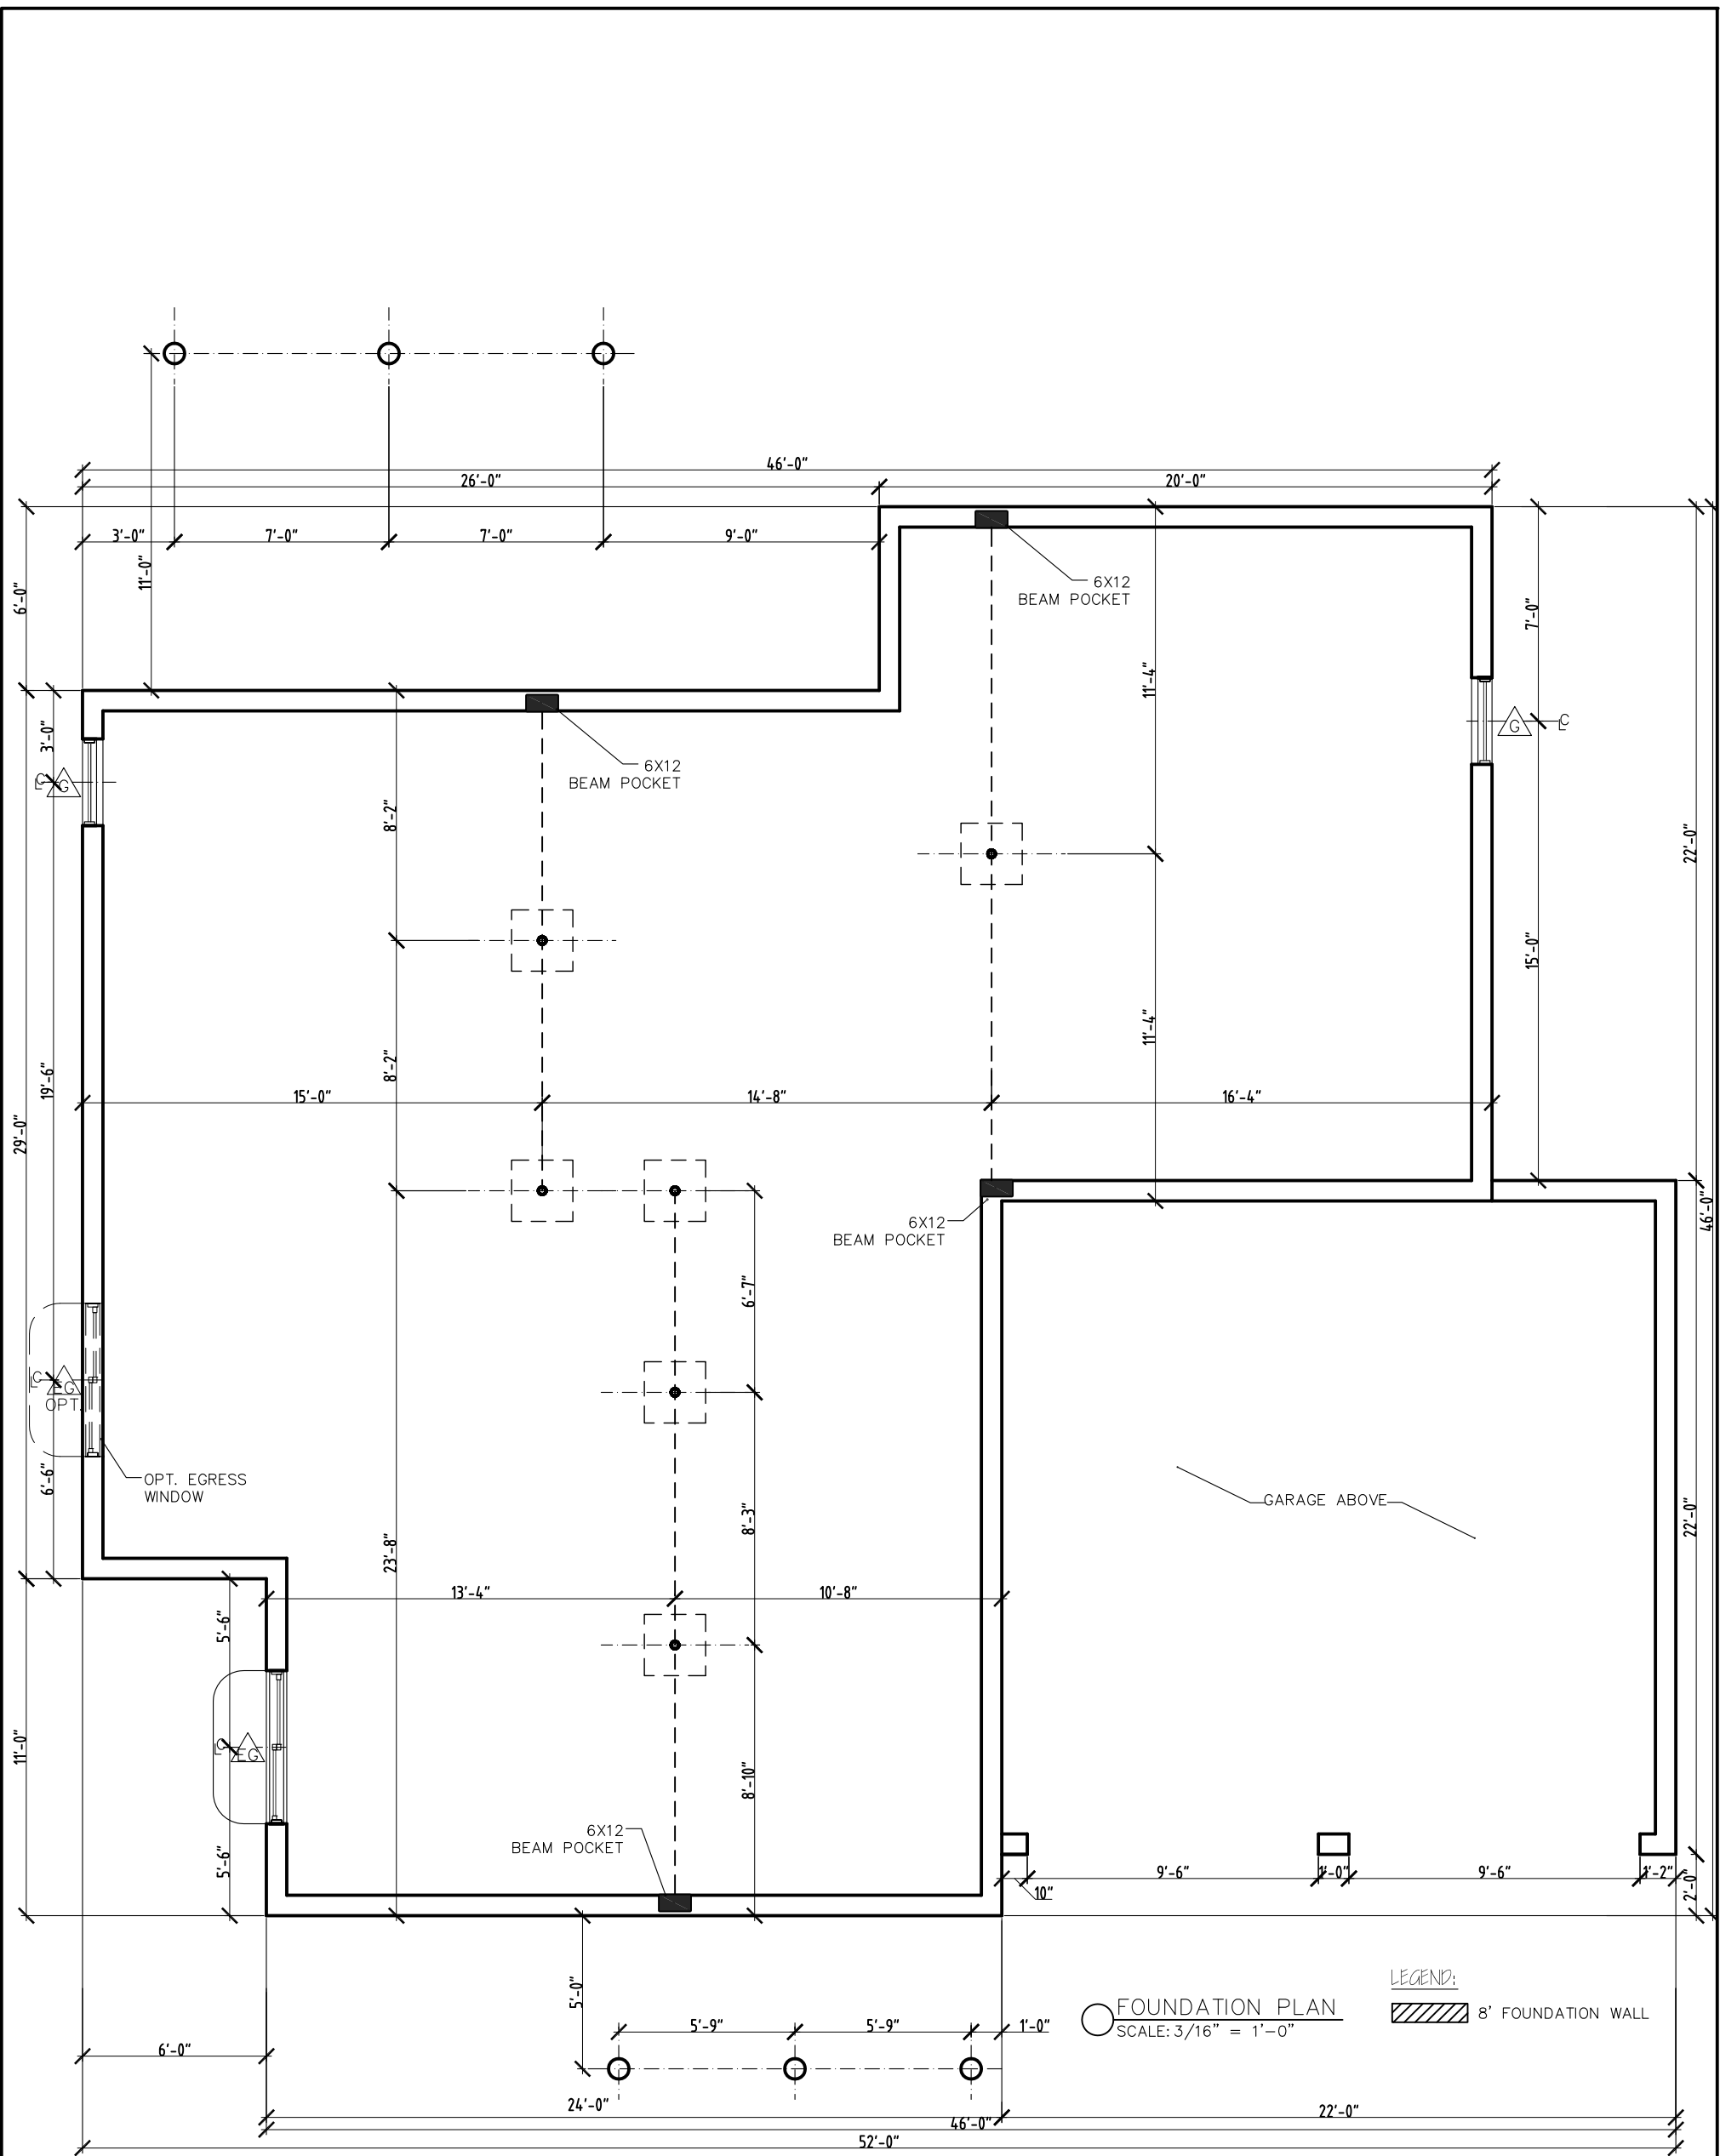 46'-0"
26'-0"
20'-0"
3'-0"
7'-0"
7'-0"
9'-0"
11'-0"
6'-0"
6X12
BEAM POCKET
7'-0"
11'-4"
3'-0"
C
L
G
6X12
BEAM POCKET
G
C
L
8'-2"
22'-0"
15'-0"
11'-4"
8'-2"
19'-6"
29'-0"
15'-0"
14'-8"
16'-4"
46'-0"
6X12
BEAM POCKET
6'-7"
C
L
EG
OPT.
6'-6"
OPT. EGRESS
WINDOW
GARAGE ABOVE
8'-3"
22'-0"
23'-8"
13'-4"
10'-8"
5'-6"
11'-0"
C
L
EG
8'-10"
6X12
BEAM POCKET
5'-6"
10"
9'-6"
1'-0"
9'-6"
1'-2"
2'-0"
5'-0"
5'-9"
5'-9"
1'-0"
6'-0"
FOUNDATION PLAN
SCALE: 3/16" = 1'-0"
LEGEND:
8' FOUNDATION WALL
24'-0"
22'-0"
46'-0"
52'-0"